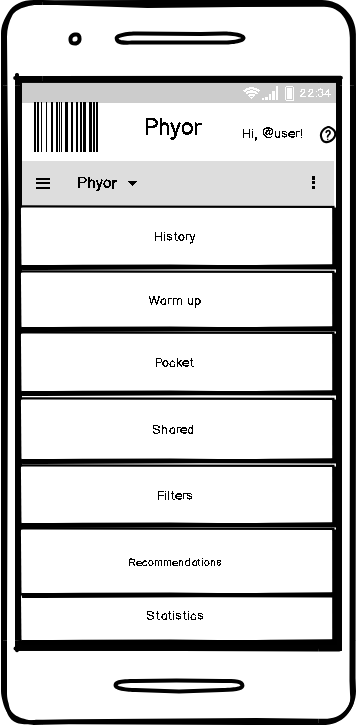 22:34
Phyor
Hi, @user!
?
Phyor
History
Warm up
Pocket
Shared
Filters
Recommendations
Statistics